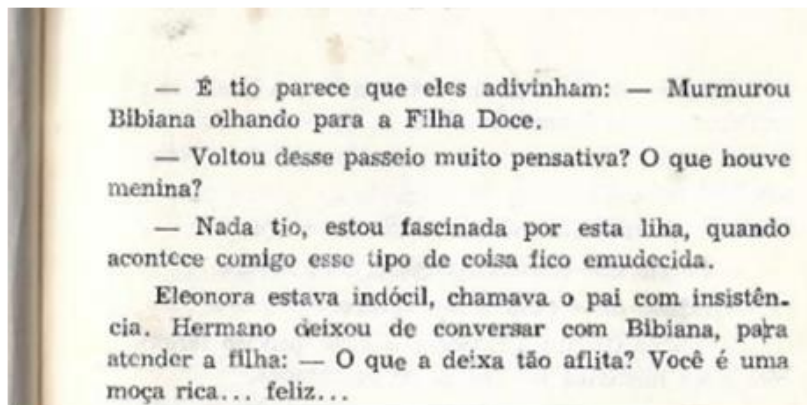 — É tio parece que eles adivinham: — Murmurou
Bibiana olhando para a Filha Doce.
— Voltou desse passeio muito pensativa? O que houve
menina?
— Nada tio, estou fascinada por esta liha, quando
acontece comigo esse tipo de coisa fico emudecida.
Eleonora estava indócil, chamava o pai com insistên-
cia. Hermano deixou de conversar com Bibiana, para
atender a filha: — O que a deixa tão aflita? Você é uma
moça rica... feliz...